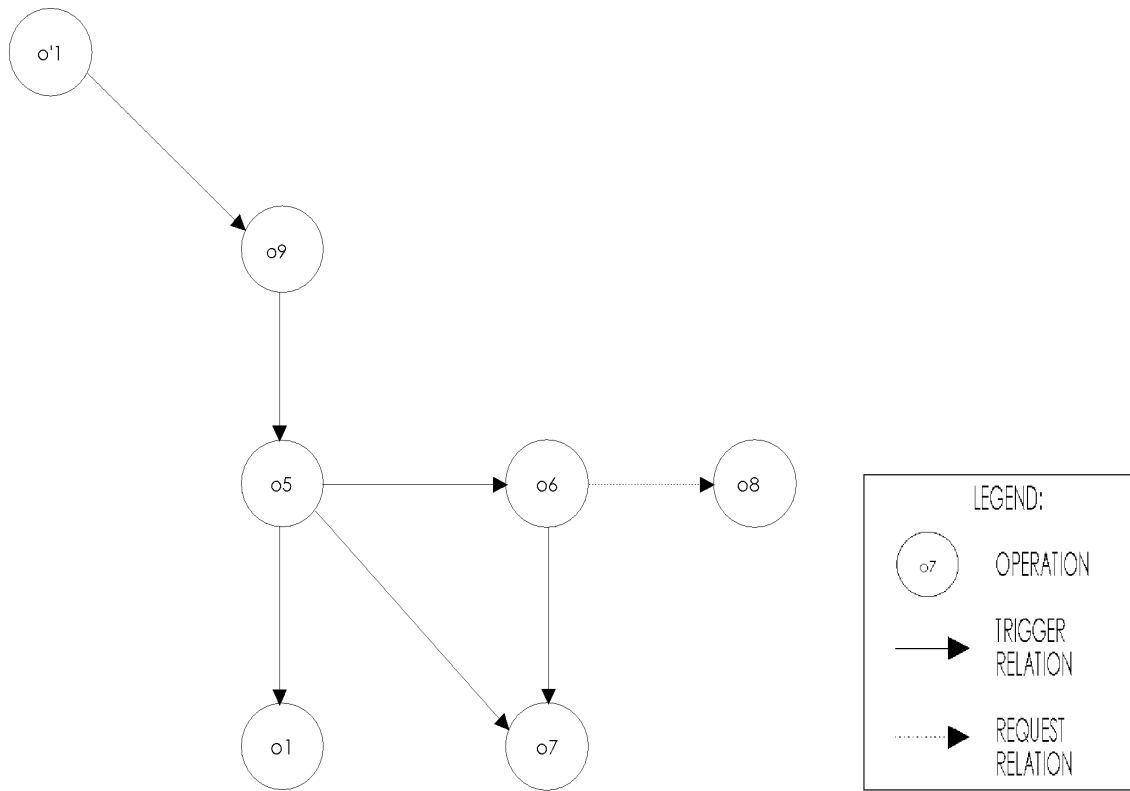 o'1
o9
o5
o6
o8
o1
o7
LEGEND:
o7
OPERATION
TRIGGER
RELATION
REQUEST
RELATION